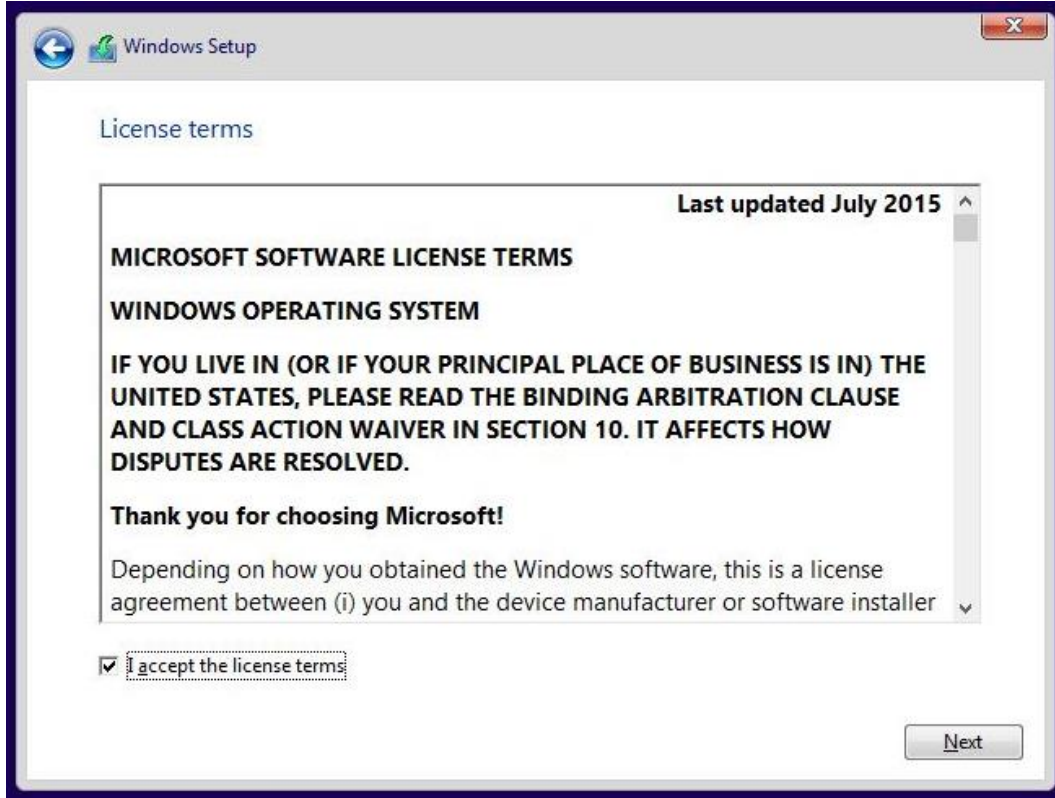 Windows Setup
License terms
Last updated July 2015
MICROSOFT SOFTWARE LICENSE TERMS
WINDOWS OPERATING SYSTEM
IF YOU LIVE IN (OR IF YOUR PRINCIPAL PLACE OF BUSINESS IS IN) THE
UNITED STATES, PLEASE READ THE BINDING ARBITRATION CLAUSE
AND CLASS ACTION WAIVER IN SECTION 10. IT AFFECTS HOW
DISPUTES ARE RESOLVED.
Thank you for choosing Microsoft!
Depending on how you obtained the Windows software, this is a license
agreement between (i) you and the device manufacturer or software installer
I accept the license terms
Next